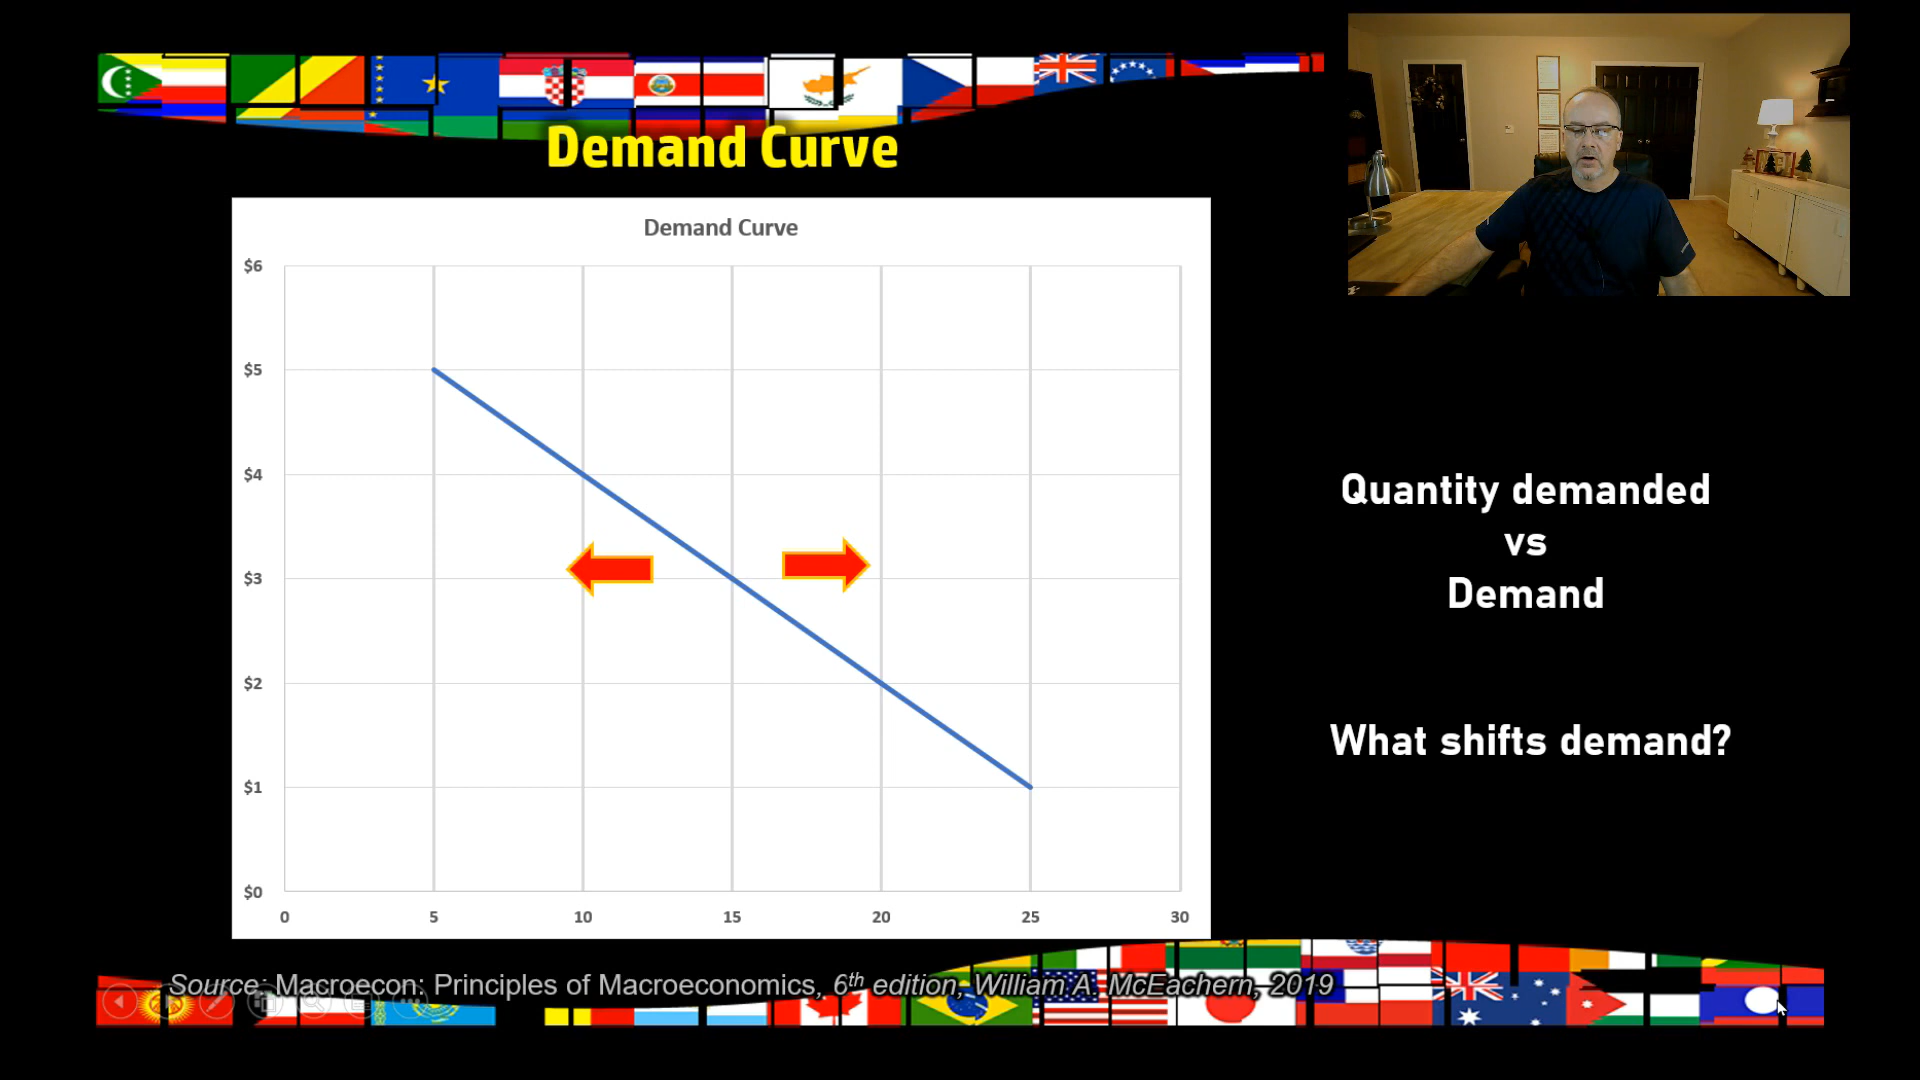 Demand Curve
Demand Curve
$6
$5
$4
$3
$2
$1
$0
0 5 10 15 20 25 30
Quantity demanded
vs
Demand
What shifts demand?
Source: Macroecon: Principles of Macroeconomics, 6th edition, William A. McEachern, 2019